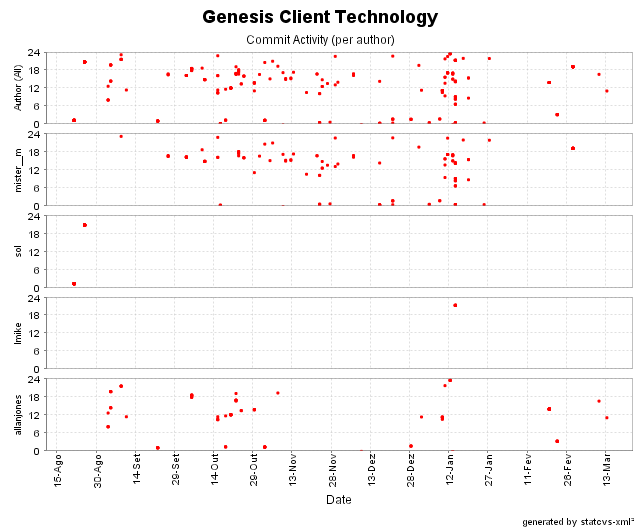 Genesis Client Technology
Commit Activity (per author)
Author (All)
24
18
12
6
0
mister__m
24
18
12
6
0
sol
24
18
12
6
0
lmike
24
18
12
6
0
allanjones
24
18
12
6
0
15-Ago
30-Ago
14-Set
29-Set
14-Out
29-Out
13-Nov
28-Nov
13-Dez
28-Dez
12-Jan
27-Jan
11-Fev
26-Fev
13-Mar
Date
generated by statcvs-xml²